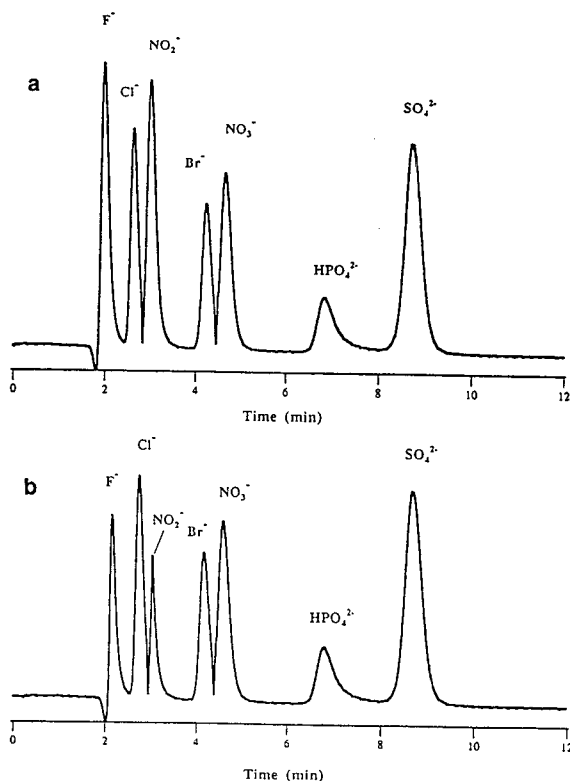 F⁻
NO₂⁻
a
Cl⁻
SO₄²⁻
NO₃⁻
Br⁻
HPO₄²⁻
0 2 4 6 8 10 12
Time (min)
Cl⁻
SO₄²⁻
b
F⁻
NO₃⁻
NO₂⁻
Br⁻
HPO₄²⁻
0 2 4 6 8 10 12
Time (min)